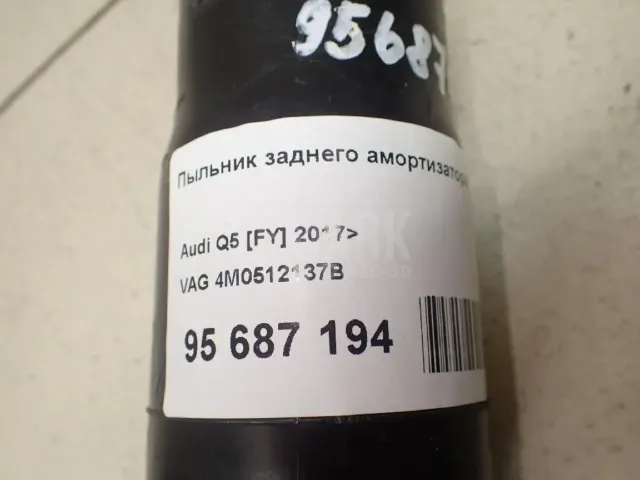 95687
Пыльник заднего амортизатора
Audi Q5 [FY] 2017>
VAG 4M0512137B
95 687 194